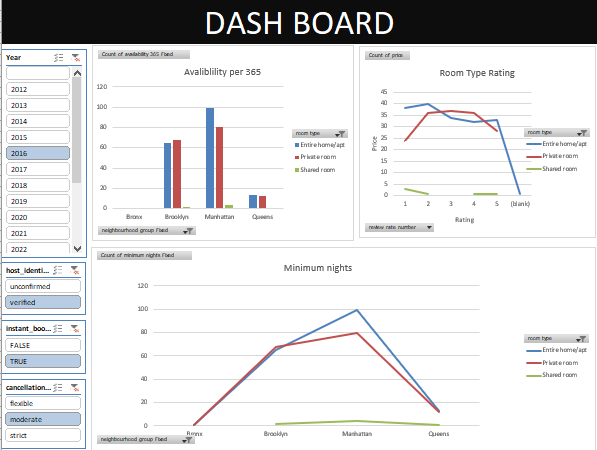 DASH BOARD
Year
2012
2013
2014
2015
2016
2017
2018
2019
2020
2021
2022
host_identi...
unconfirmed
verified
instant_boo...
FALSE
TRUE
cancellation...
flexible
moderate
strict
Count of availability 365 Fixed
Avaliblility per 365
120
100
80
60
40
20
0
Bronx
Brooklyn
Manhattan
Queens
room type
Entire home/apt
Private room
Shared room
neighbourhood group Fixed
Count of price
Room Type Rating
Price
45
40
35
30
25
20
15
10
5
0
1
2
3
4
5
(blank)
Rating
room type
Entire home/apt
Private room
Shared room
review rate number
Count of minimum nights Fixed
Minimum nights
120
100
80
60
40
20
0
Bronx
Brooklyn
Manhattan
Queens
room type
Entire home/apt
Private room
Shared room
neighbourhood group Fixed